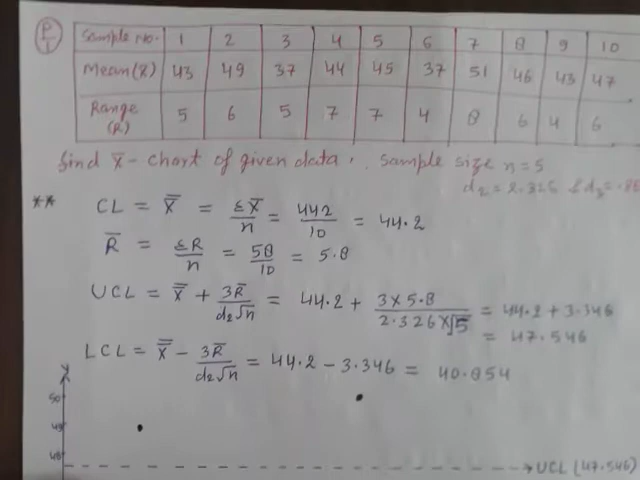 P/1
Sample No. 1 2 3 4 5 6 7 8 9 10
Mean(X̄) 43 49 37 44 45 37 51 46 43 47
Range (R) 5 6 5 7 7 4 8 6 4 6
find X̄ - chart of given data. Sample size n = 5
d₂ = 2.326 & d₃ = .86
** CL = X̿ = ΣX̄/n = 442/10 = 44.2
R̄ = ΣR/n = 58/10 = 5.8
UCL = X̿ + 3R̄/d₂√n = 44.2 + 3×5.8/2.326×√5 = 44.2 + 3.346
= 47.546
LCL = X̿ - 3R̄/d₂√n = 44.2 - 3.346 = 40.854
50
48
UCL (47.546)